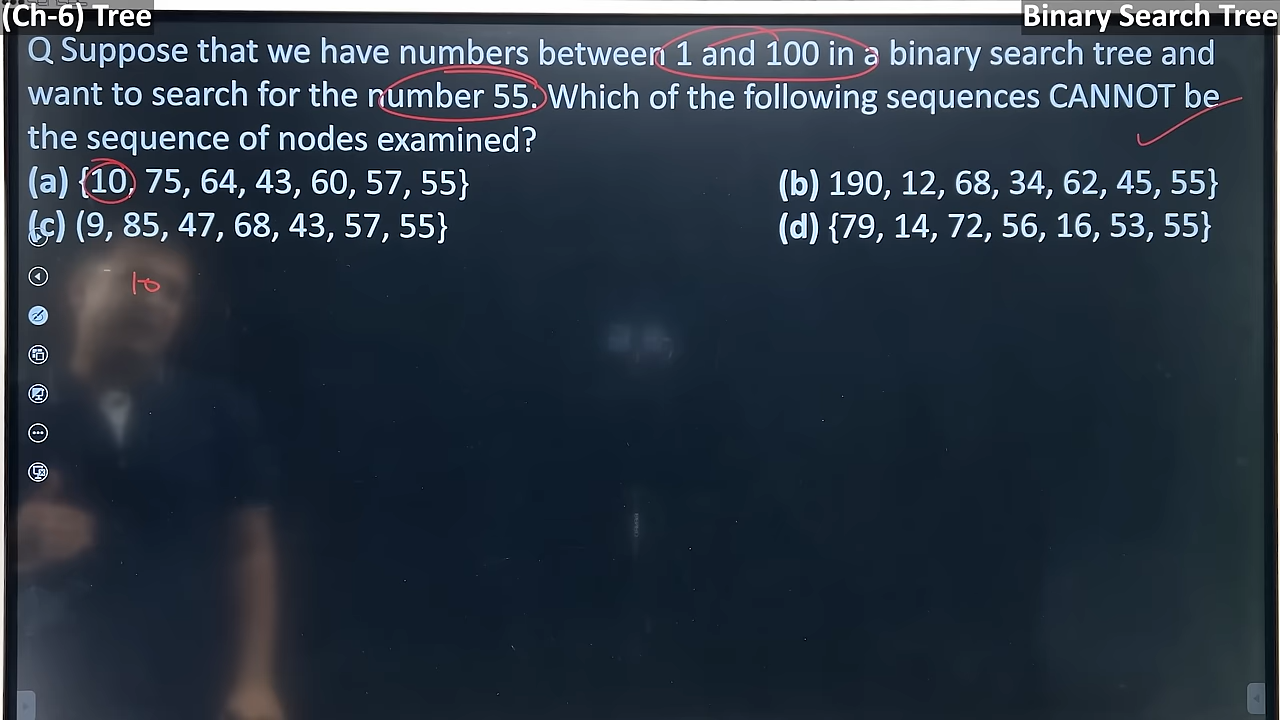 (Ch-6) Tree
Binary Search Tree
Q Suppose that we have numbers between 1 and 100 in a binary search tree and
want to search for the number 55. Which of the following sequences CANNOT be
the sequence of nodes examined?
(a) {10, 75, 64, 43, 60, 57, 55}
(b) 190, 12, 68, 34, 62, 45, 55}
(c) (9, 85, 47, 68, 43, 57, 55}
(d) {79, 14, 72, 56, 16, 53, 55}
10